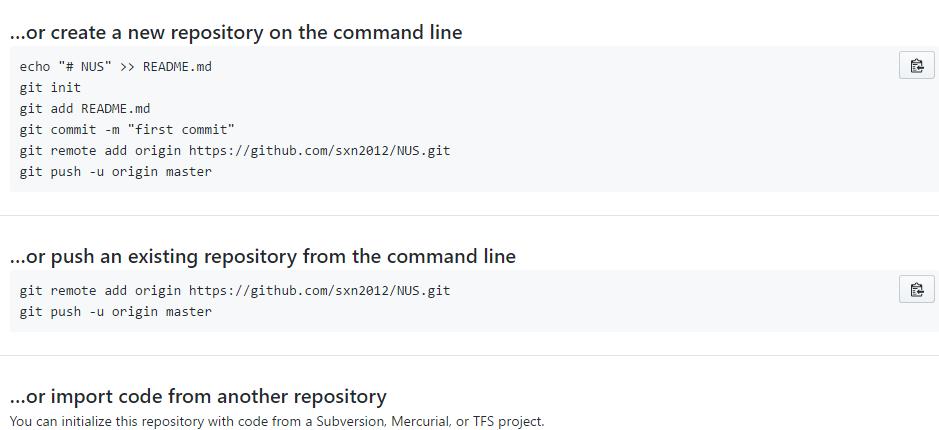 ...or create a new repository on the command line
echo "# NUS" >> README.md
git init
git add README.md
git commit -m "first commit"
git remote add origin https://github.com/sxn2012/NUS.git
git push -u origin master
...or push an existing repository from the command line
git remote add origin https://github.com/sxn2012/NUS.git
git push -u origin master
...or import code from another repository
You can initialize this repository with code from a Subversion, Mercurial, or TFS project.